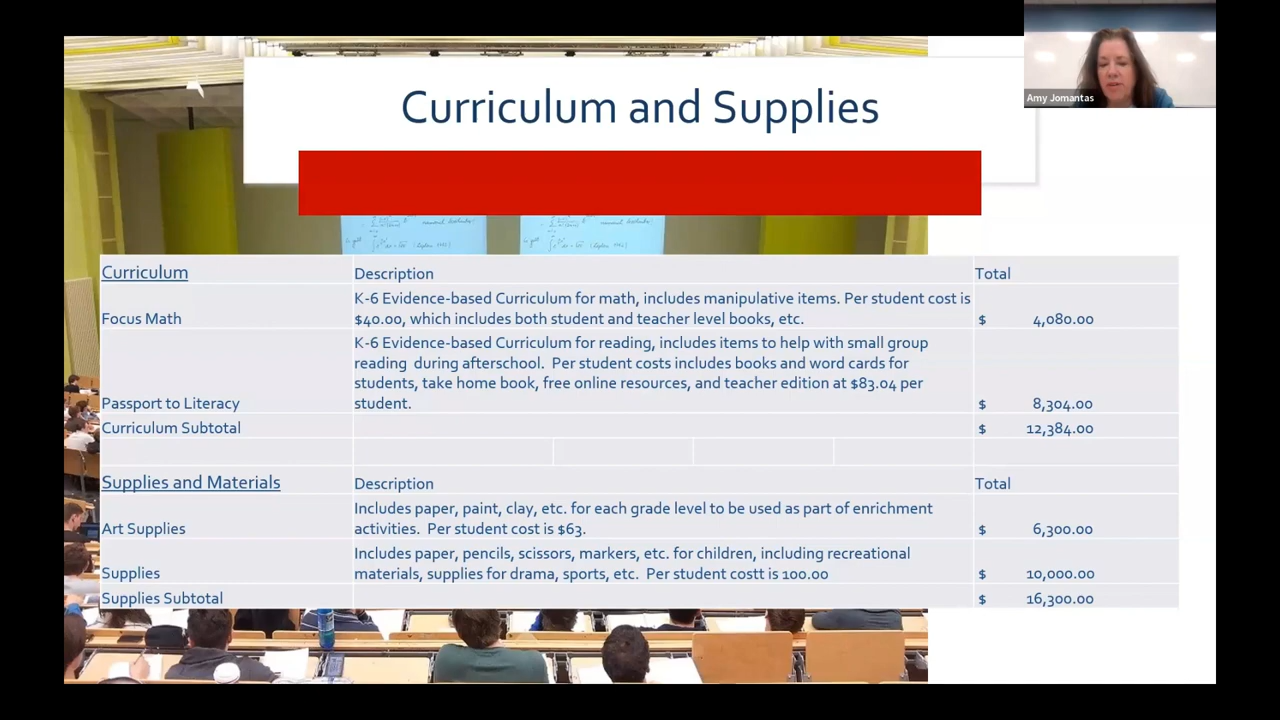 Amy Jomantas
Curriculum and Supplies
Curriculum Description Total
K-6 Evidence-based Curriculum for math, includes manipulative items. Per student cost is
Focus Math $40.00, which includes both student and teacher level books, etc. $ 4,080.00
K-6 Evidence-based Curriculum for reading, includes items to help with small group
reading during afterschool. Per student costs includes books and word cards for
students, take home book, free online resources, and teacher edition at $83.04 per
Passport to Literacy student. $ 8,304.00
Curriculum Subtotal $ 12,384.00
Supplies and Materials Description Total
Includes paper, paint, clay, etc. for each grade level to be used as part of enrichment
Art Supplies activities. Per student cost is $63. $ 6,300.00
Includes paper, pencils, scissors, markers, etc. for children, including recreational
Supplies materials, supplies for drama, sports, etc. Per student costt is 100.00 $ 10,000.00
Supplies Subtotal $ 16,300.00